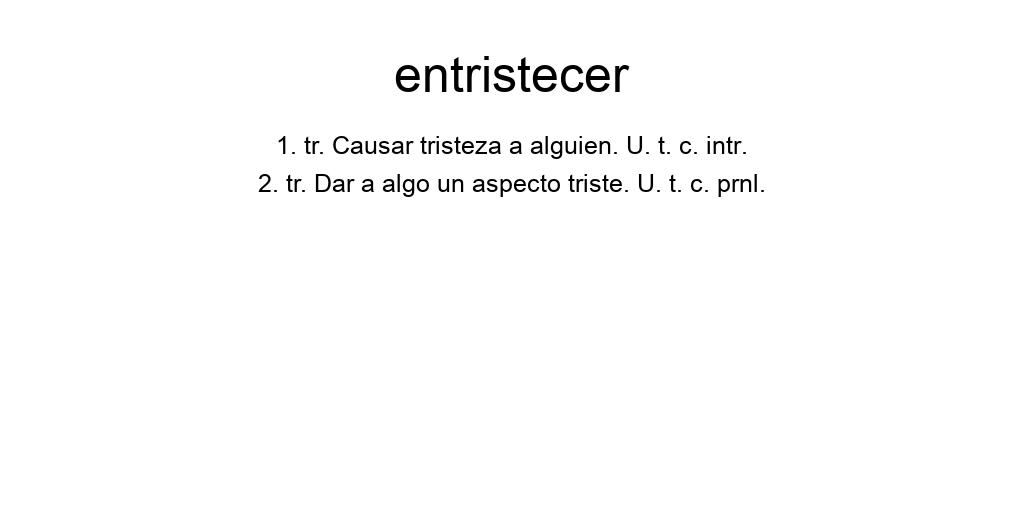 entristecer
1. tr. Causar tristeza a alguien. U. t. c. intr.
2. tr. Dar a algo un aspecto triste. U. t. c. prnl.